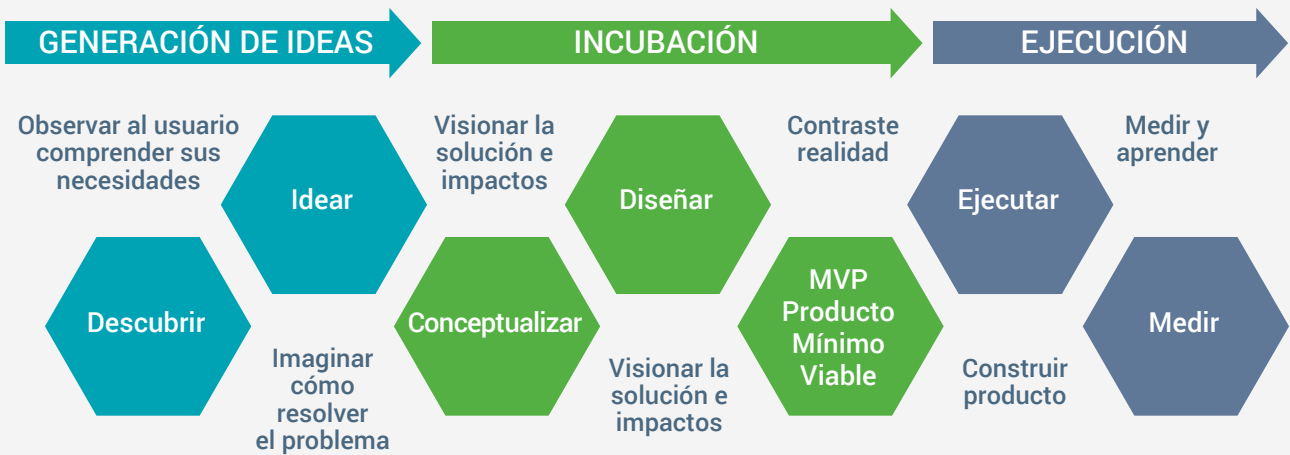 GENERACIÓN DE IDEAS
INCUBACIÓN
EJECUCIÓN
Observar al usuario
comprender sus
necesidades
Idear
Visionar la
solución e
impactos
Diseñar
Contraste
realidad
Ejecutar
Medir y
aprender
Descubrir
Imaginar
cómo
resolver
el problema
Conceptualizar
Visionar la
solución e
impactos
MVP
Producto
Mínimo
Viable
Construir
producto
Medir